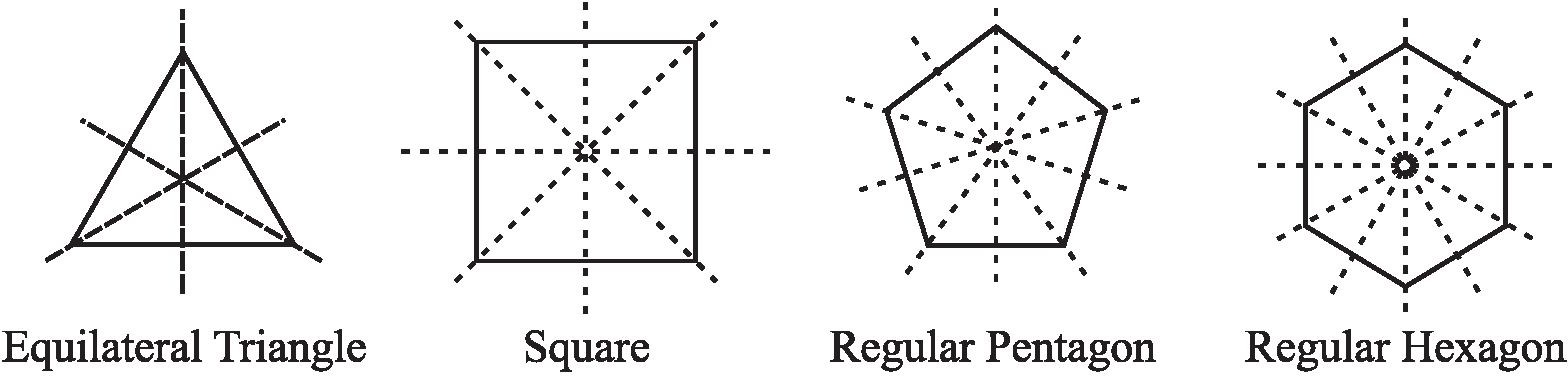 Equilateral Triangle
Square
Regular Pentagon
Regular Hexagon